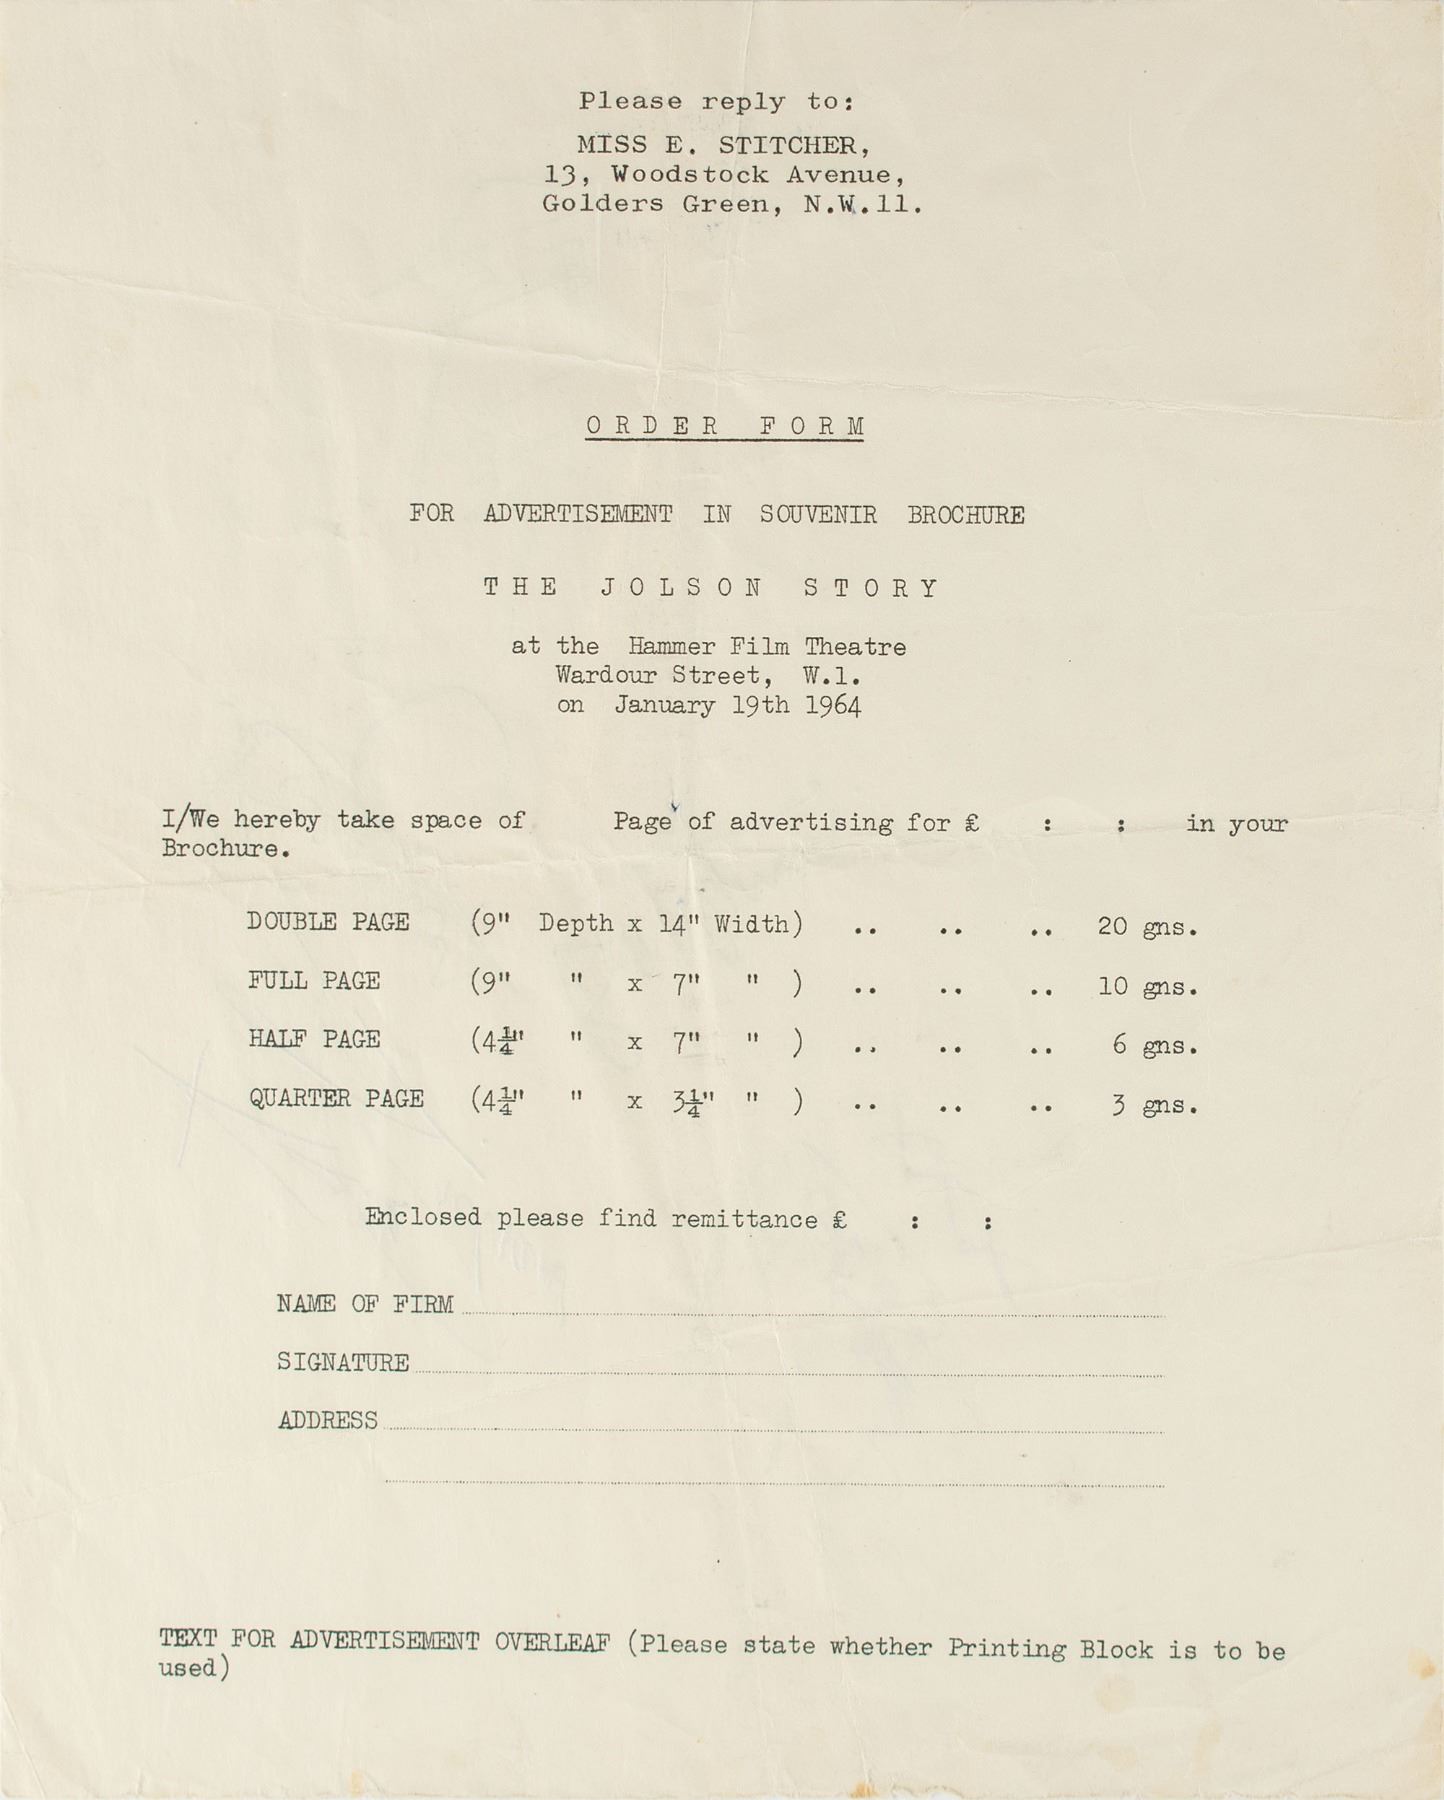 Please reply to:
MISS E. STITCHER,
13, Woodstock Avenue,
Golders Green, N.W.11.
ORDER FORM
FOR ADVERTISEMENT IN SOUVENIR BROCHURE
THE JOLSON STORY
at the Hammer Film Theatre
Wardour Street, W.1.
on January 19th 1964
I/We hereby take space of Page of advertising for £ : : in your
Brochure.
DOUBLE PAGE (9" Depth x 14" Width) .. .. .. 20 gns.
FULL PAGE (9" " x 7" " ) .. .. .. 10 gns.
HALF PAGE (4¼" " x 7" " ) .. .. .. 6 gns.
QUARTER PAGE (4¼" " x 3¼" " ) .. .. .. 3 gns.
Enclosed please find remittance £ : :
NAME OF FIRM
SIGNATURE
ADDRESS
TEXT FOR ADVERTISEMENT OVERLEAF (Please state whether Printing Block is to be
used)